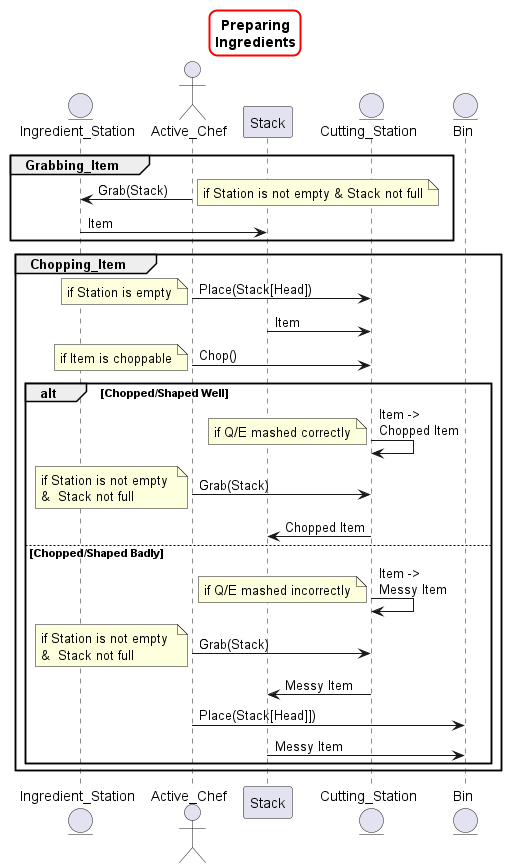 Preparing
Ingredients
Ingredient_Station
Active_Chef
Stack
Cutting_Station
Bin
Grabbing_Item
Grab(Stack)
if Station is not empty & Stack not full
Item
Chopping_Item
if Station is empty
Place(Stack[Head])
Item
if Item is choppable
Chop()
alt
[Chopped/Shaped Well]
if Q/E mashed correctly
Item ->
Chopped Item
if Station is not empty
& Stack not full
Grab(Stack)
Chopped Item
[Chopped/Shaped Badly]
if Q/E mashed incorrectly
Item ->
Messy Item
if Station is not empty
& Stack not full
Grab(Stack)
Messy Item
Place(Stack[Head]])
Messy Item
Ingredient_Station
Active_Chef
Stack
Cutting_Station
Bin